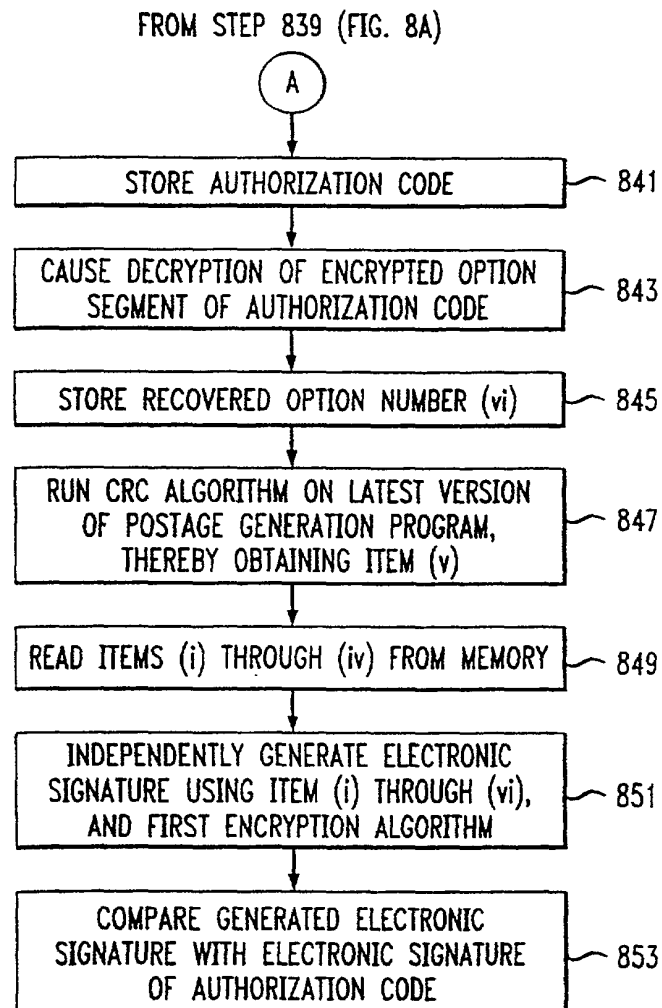 FROM STEP 839 (FIG. 8A)
A
STORE AUTHORIZATION CODE
841
CAUSE DECRYPTION OF ENCRYPTED OPTION
SEGMENT OF AUTHORIZATION CODE
843
STORE RECOVERED OPTION NUMBER (vi)
845
RUN CRC ALGORITHM ON LATEST VERSION
OF POSTAGE GENERATION PROGRAM,
THEREBY OBTAINING ITEM (v)
847
READ ITEMS (i) THROUGH (iv) FROM MEMORY
849
INDEPENDENTLY GENERATE ELECTRONIC
SIGNATURE USING ITEM (i) THROUGH (vi),
AND FIRST ENCRYPTION ALGORITHM
851
COMPARE GENERATED ELECTRONIC
SIGNATURE WITH ELECTRONIC SIGNATURE
OF AUTHORIZATION CODE
853